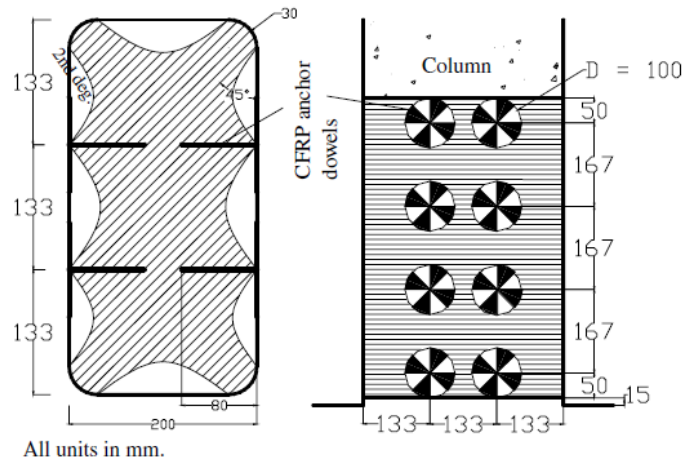 30
133
2nd deg.
45°
133
133
80
200
CFRP anchor
dowels
Column
D = 100
50
167
167
167
50
15
133
133
133
All units in mm.